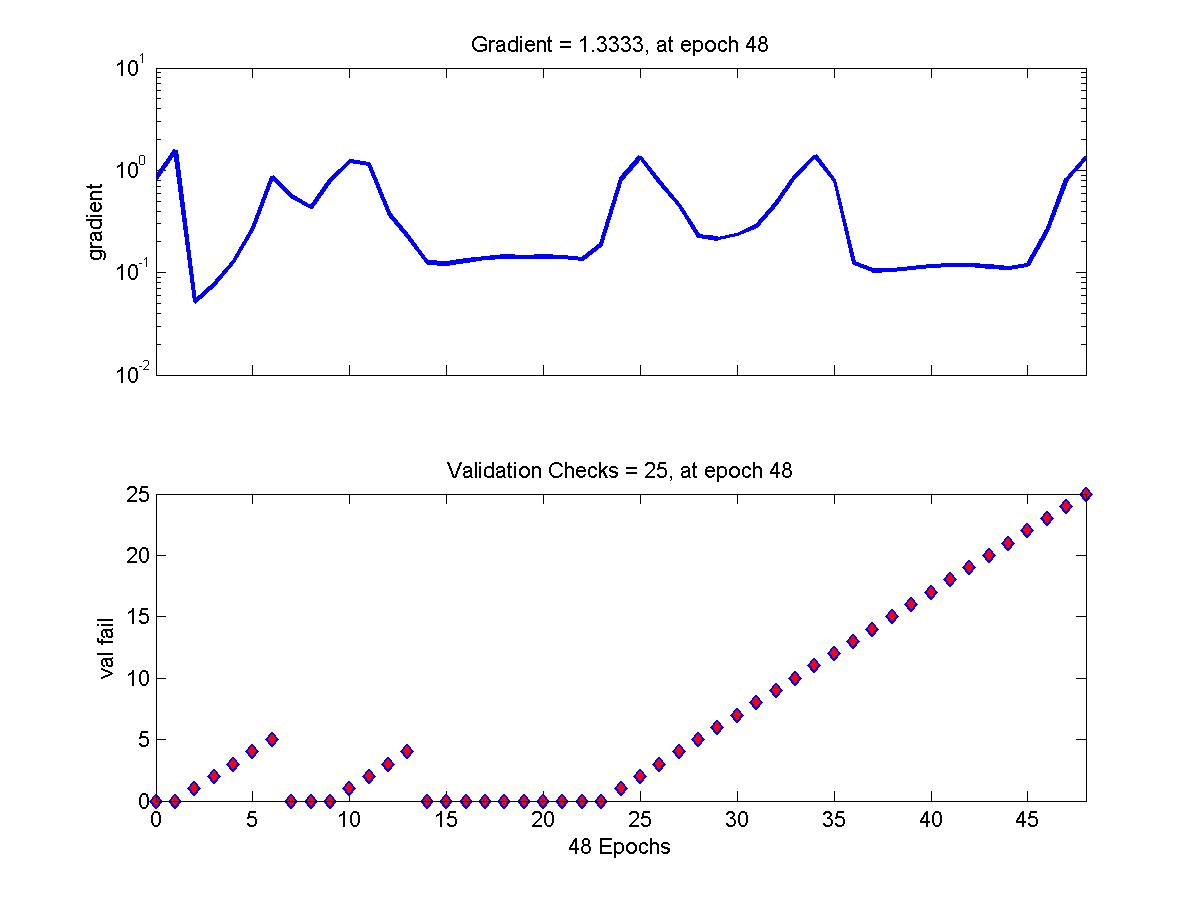 Gradient = 1.3333, at epoch 48
10^1
10^0
10^-1
10^-2
gradient
Validation Checks = 25, at epoch 48
25
20
15
10
5
0
val fail
0 5 10 15 20 25 30 35 40 45
48 Epochs